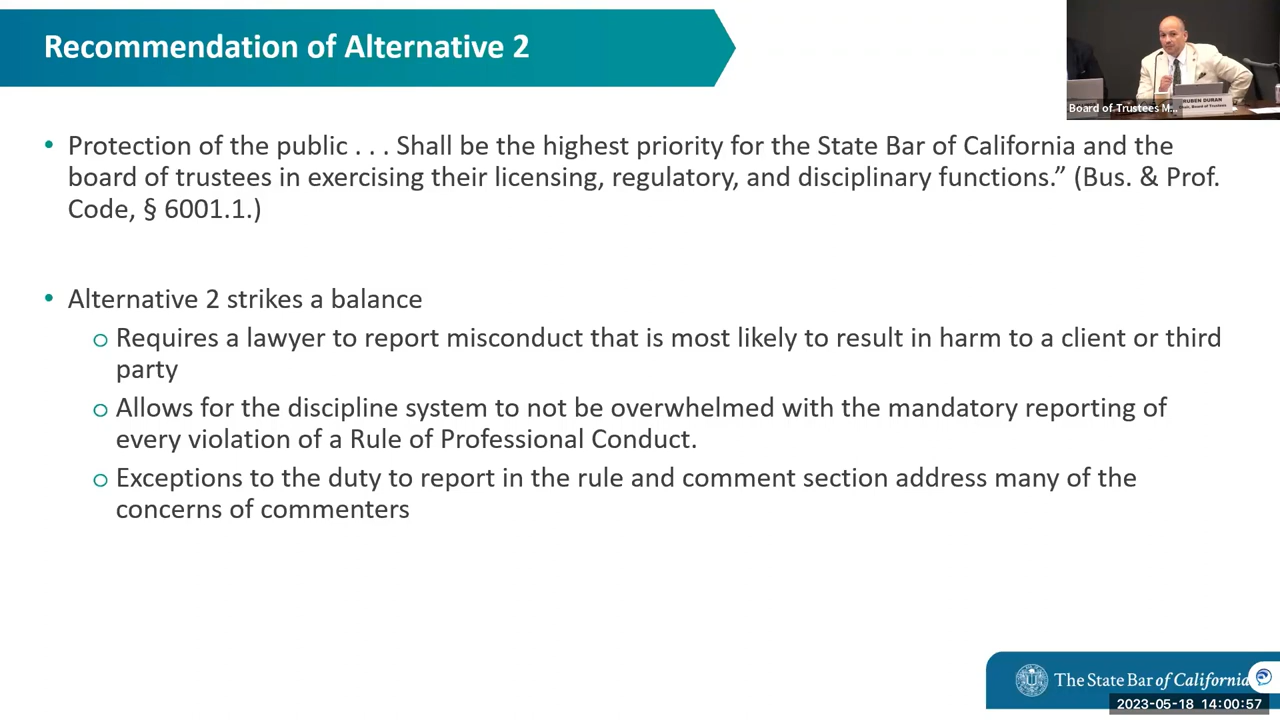 Recommendation of Alternative 2
Board of Trustees M...
RUBEN DURAN
Chair, Board of Trustees
• Protection of the public . . . Shall be the highest priority for the State Bar of California and the
board of trustees in exercising their licensing, regulatory, and disciplinary functions.” (Bus. & Prof.
Code, § 6001.1.)
• Alternative 2 strikes a balance
o Requires a lawyer to report misconduct that is most likely to result in harm to a client or third
party
o Allows for the discipline system to not be overwhelmed with the mandatory reporting of
every violation of a Rule of Professional Conduct.
o Exceptions to the duty to report in the rule and comment section address many of the
concerns of commenters
The State Bar of California
2023-05-18 14:00:57